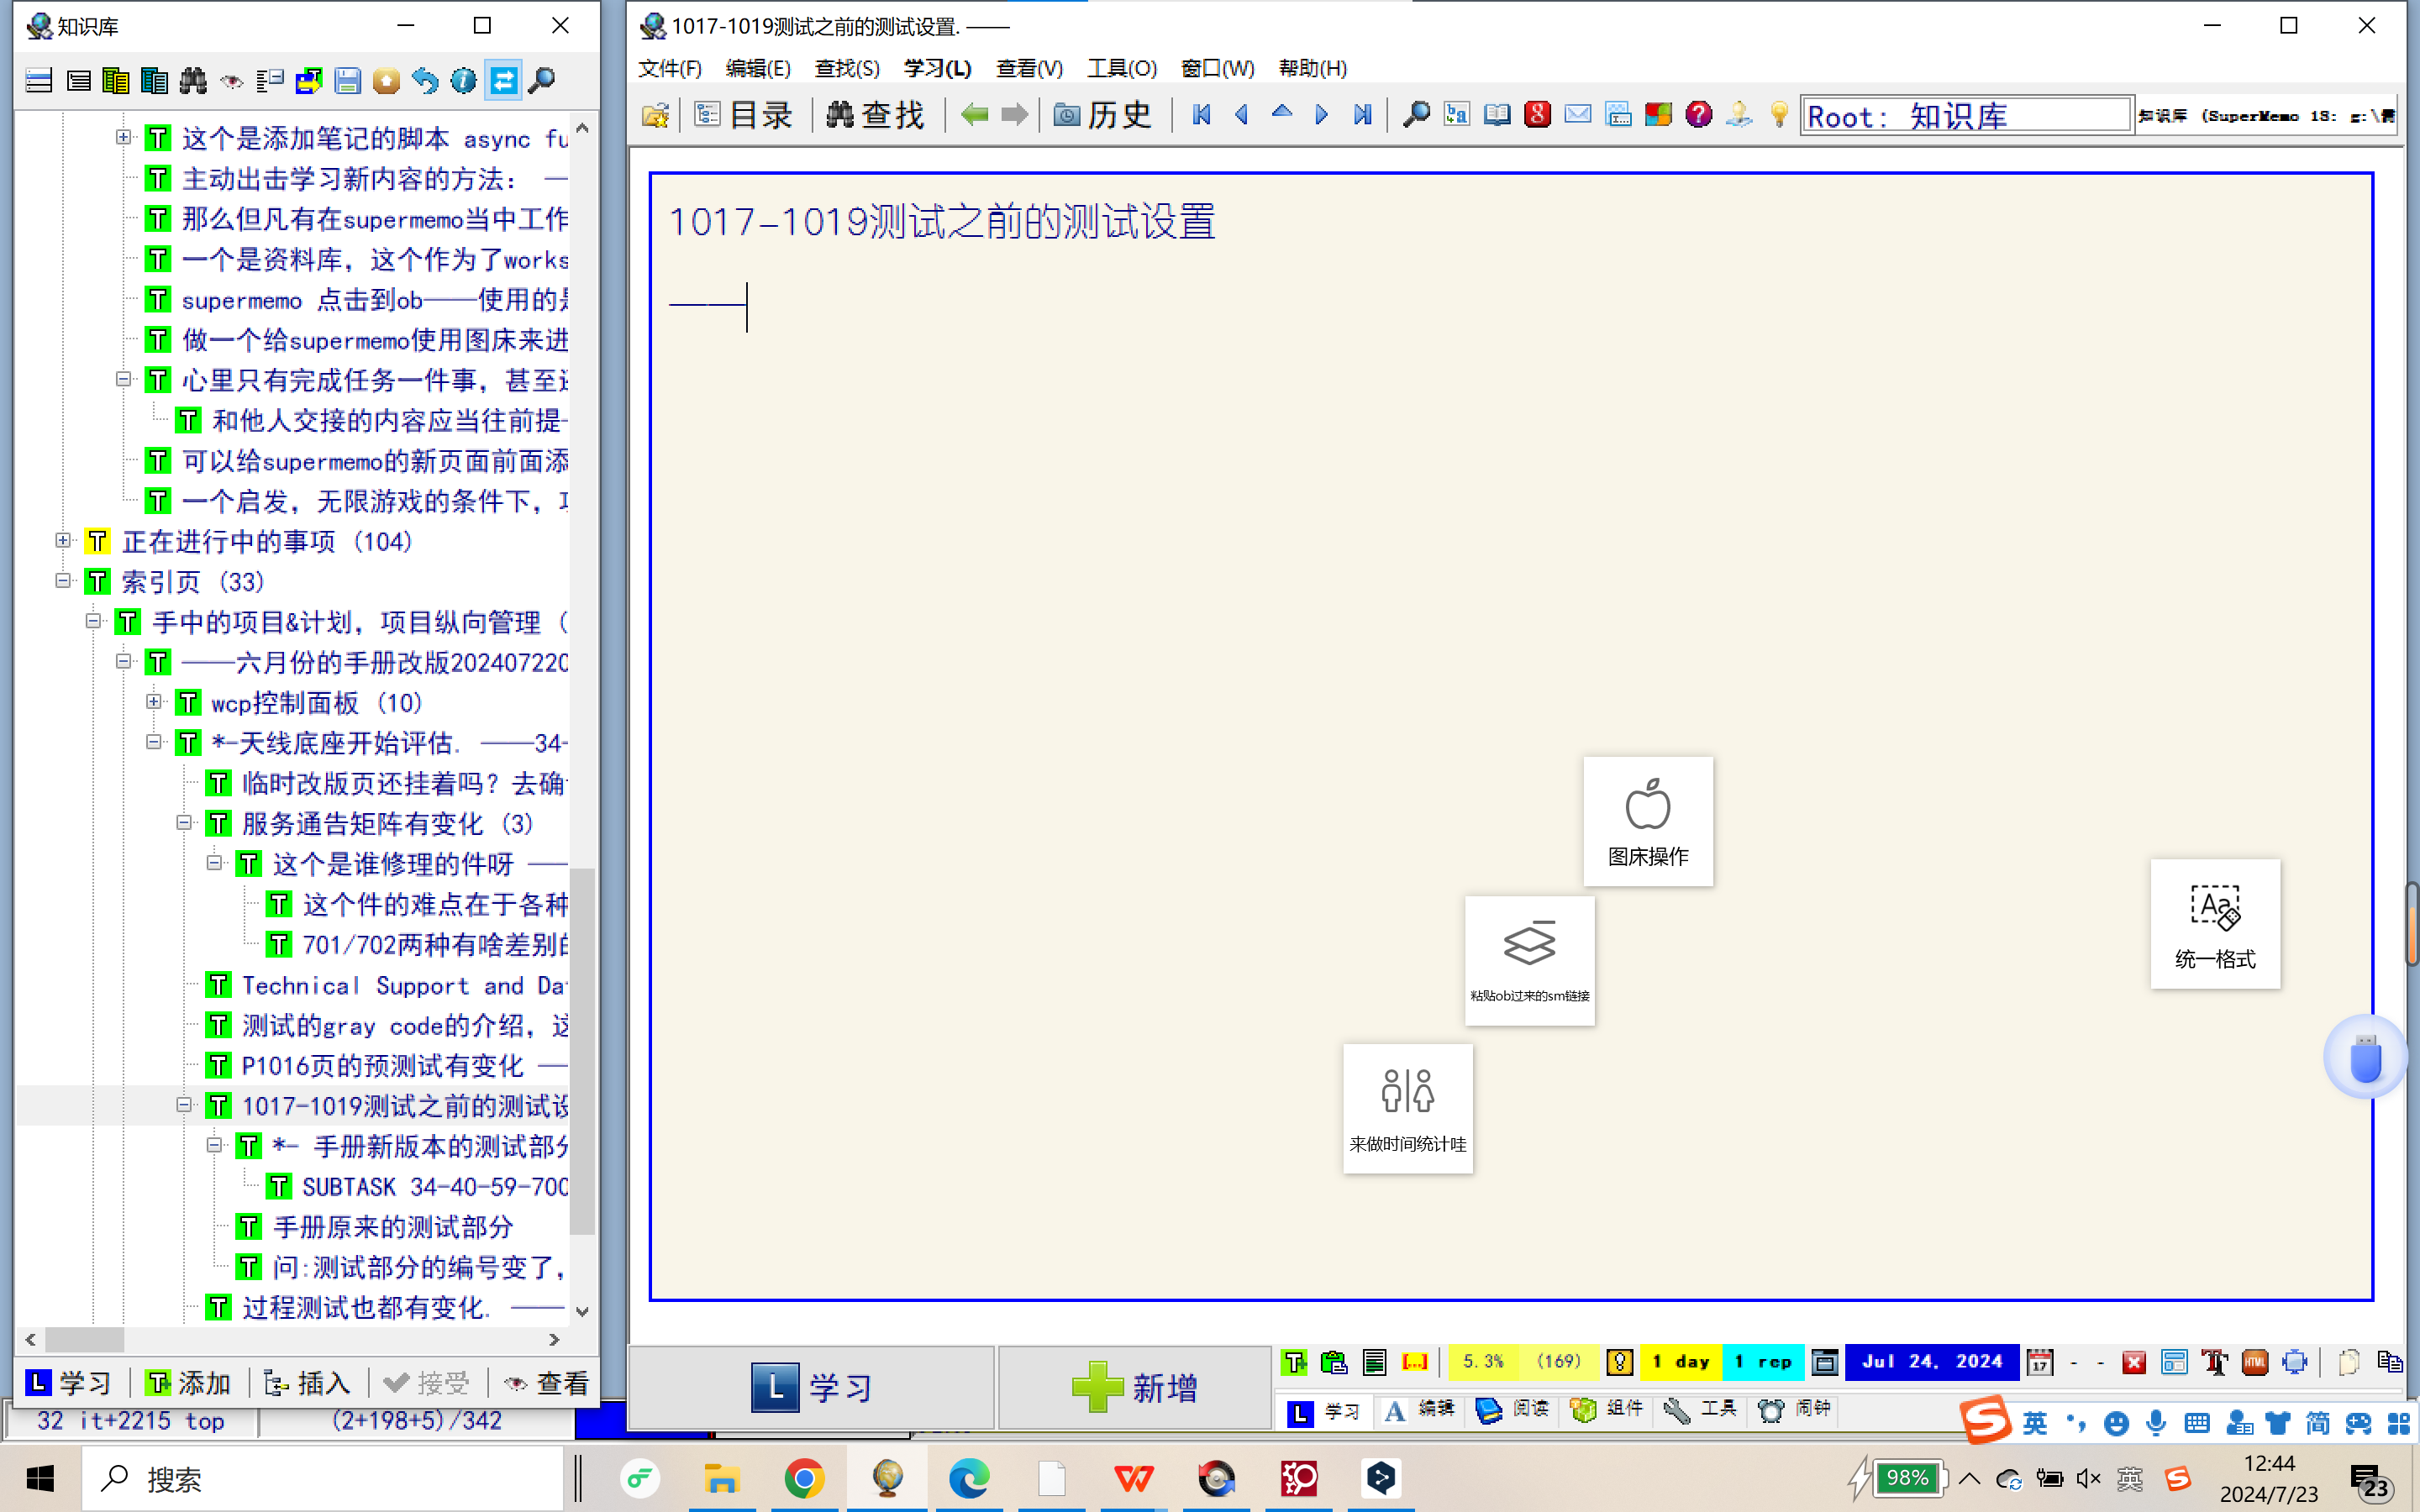 知识库
这个是添加笔记的脚本 async fu
主动出击学习新内容的方法： —
那么但凡有在supermemo当中工作
一个是资料库，这个作为了works
supermemo 点击到ob——使用的是
做一个给supermemo使用图床来进
心里只有完成任务一件事，甚至还
和他人交接的内容应当往前提-
可以给supermemo的新页面前面添
一个启发，无限游戏的条件下，项
正在进行中的事项 (104)
索引页 (33)
手中的项目&计划，项目纵向管理 (
——六月份的手册改版202407220
wcp控制面板 (10)
*-天线底座开始评估. ——34-
临时改版页还挂着吗？去确
服务通告矩阵有变化 (3)
这个是谁修理的件呀 ——
这个件的难点在于各种
701/702两种有啥差别的
Technical Support and Da
测试的gray code的介绍，这
P1016页的预测试有变化 ——
1017-1019测试之前的测试设
*- 手册新版本的测试部分
SUBTASK 34-40-59-700
手册原来的测试部分
问:测试部分的编号变了，
过程测试也都有变化. ——
学习 添加 插入 接受 查看
32 it+2215 top (2+198+5)/342
1017-1019测试之前的测试设置. ——
文件(F) 编辑(E) 查找(S) 学习(L) 查看(V) 工具(O) 窗口(W) 帮助(H)
目录 查找 历史 Root: 知识库 知识库 (SuperMemo 18: g:\
1017-1019测试之前的测试设置
——
图床操作
粘贴ob过来的sm链接
来做时间统计哇
统一格式
学习 新增
5.3% (169) 1 day 1 rep Jul 24, 2024 17 - - HTML
学习 编辑 阅读 组件 工具 闹钟
英 简
搜索
98% 英 12:44
2024/7/23
23